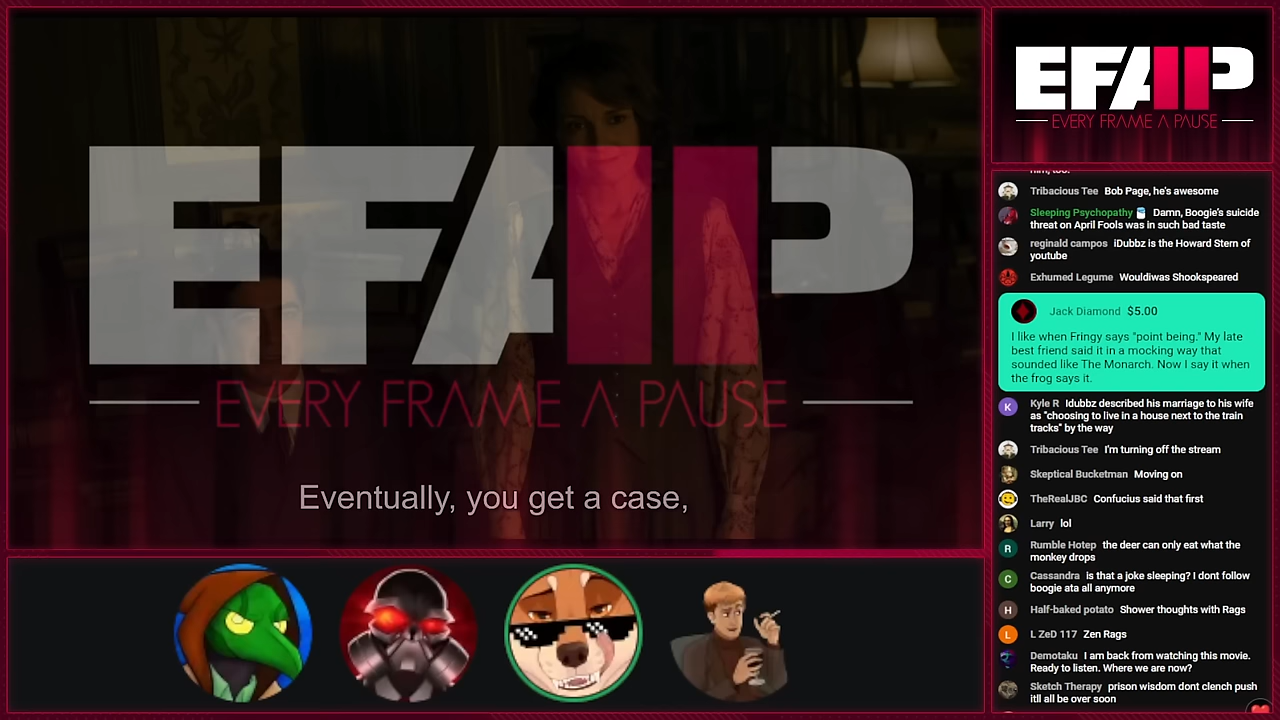 EFAP
EVERY FRAME A PAUSE
Eventually, you get a case,
EFAP
EVERY FRAME A PAUSE
him, too.
Tribacious Tee Bob Page, he's awesome
Sleeping Psychopathy Damn, Boogie's suicide
threat on April Fools was in such bad taste
reginald campos iDubbz is the Howard Stern of
youtube
Exhumed Legume Wouldiwas Shookspeared
Jack Diamond $5.00
I like when Fringy says "point being." My late
best friend said it in a mocking way that
sounded like The Monarch. Now I say it when
the frog says it.
K
Kyle R Idubbz described his marriage to his wife
as "choosing to live in a house next to the train
tracks" by the way
Tribacious Tee I'm turning off the stream
Skeptical Bucketman Moving on
TheRealJBC Confucius said that first
Larry lol
R
Rumble Hotep the deer can only eat what the
monkey drops
C
Cassandra is that a joke sleeping? I dont follow
boogie ata all anymore
H
Half-baked potato Shower thoughts with Rags
L
L ZeD 117 Zen Rags
Demotaku I am back from watching this movie.
Ready to listen. Where we are now?
Sketch Therapy prison wisdom dont clench push
itll all be over soon